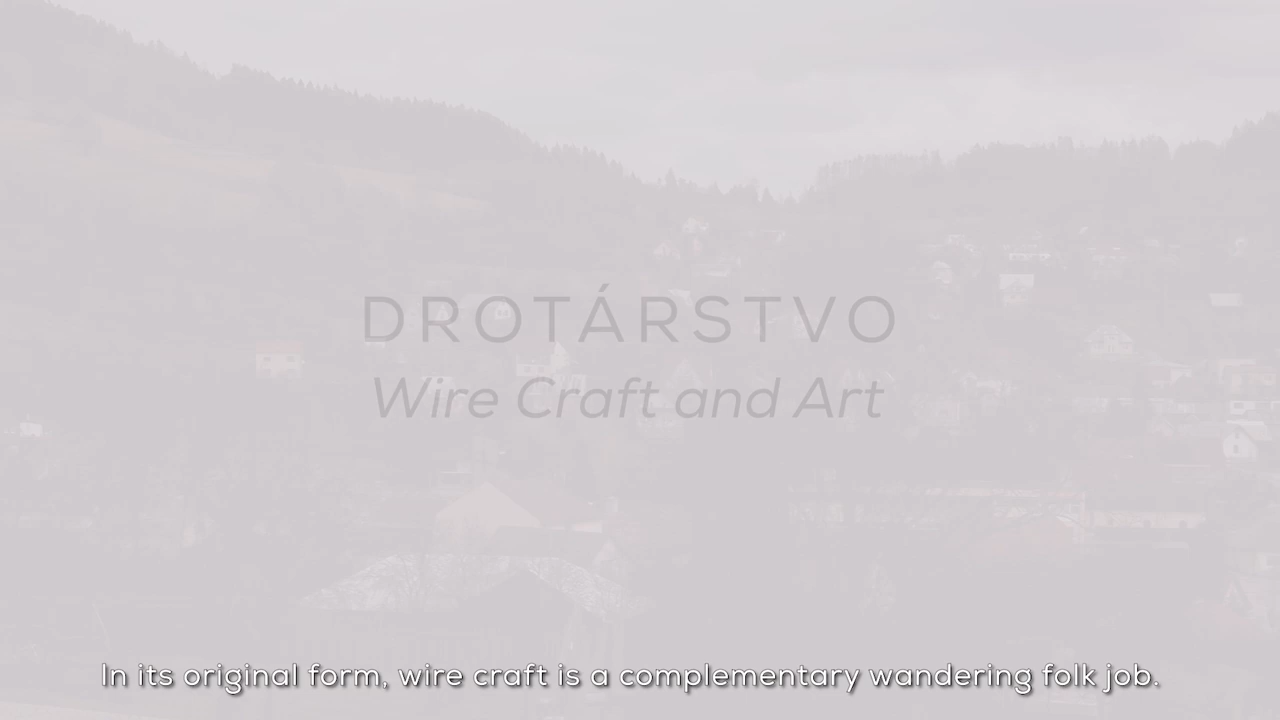 DROTÁRSTVO
Wire Craft and Art
In its original form, wire craft is a complementary wandering folk job.